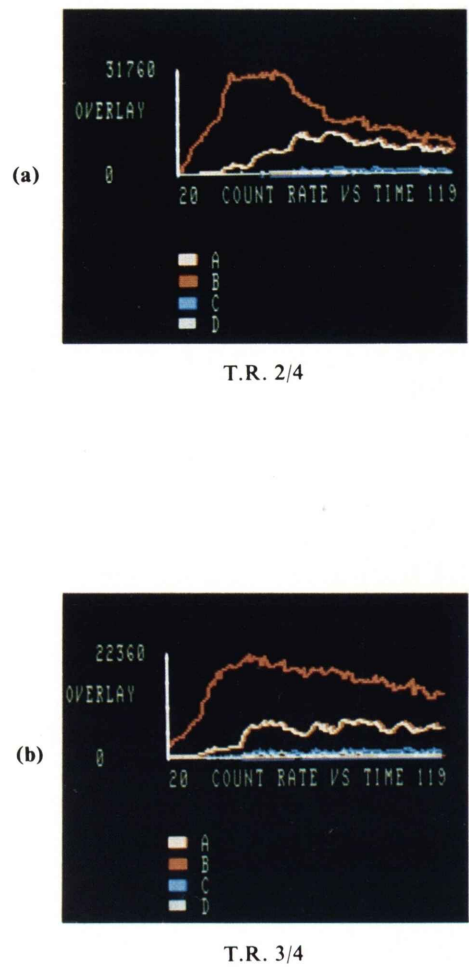 31760
OVERLAY
(a)
0
20 COUNT RATE VS TIME 119
A
B
C
D
T.R. 2/4
22360
OVERLAY
(b)
0
20 COUNT RATE VS TIME 119
A
B
C
D
T.R. 3/4